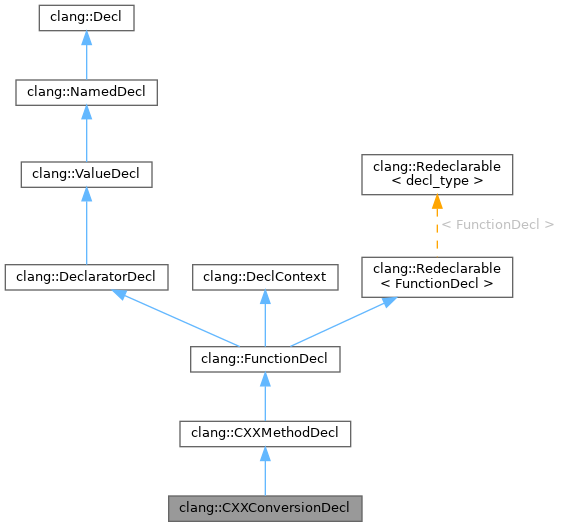 clang::Decl
clang::NamedDecl
clang::ValueDecl
clang::Redeclarable
< decl_type >
< FunctionDecl >
clang::DeclaratorDecl
clang::DeclContext
clang::Redeclarable
< FunctionDecl >
clang::FunctionDecl
clang::CXXMethodDecl
clang::CXXConversionDecl